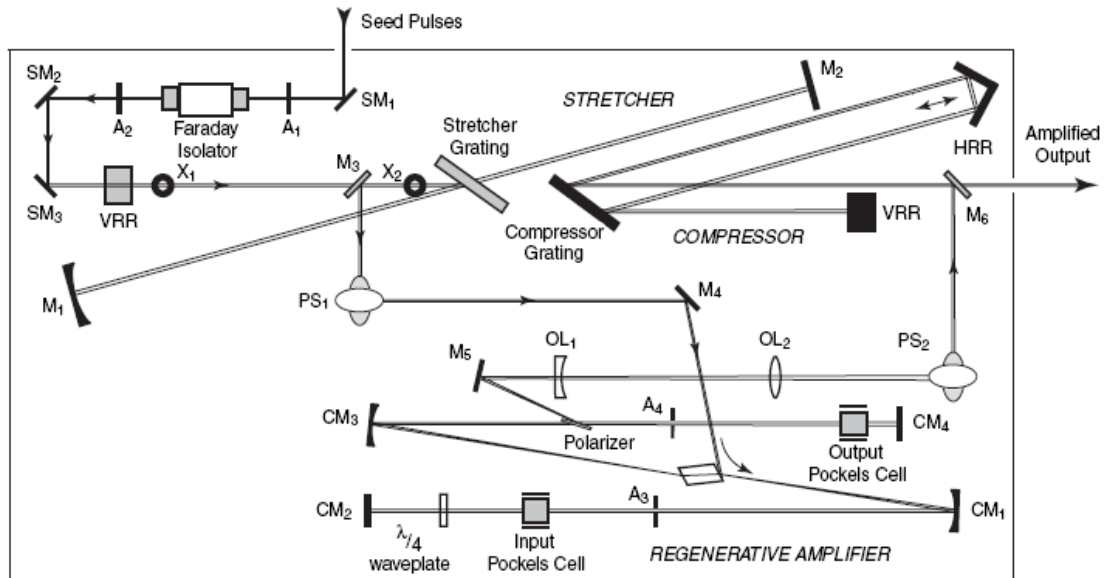 Seed Pulses
SM2
A2
Faraday
Isolator
A1
SM1
STRETCHER
M2
Stretcher
Grating
HRR
Amplified
Output
SM3
VRR
X1
M3
X2
Compressor
Grating
COMPRESSOR
VRR
M6
M1
PS1
M4
M5
OL1
OL2
PS2
CM3
Polarizer
A4
Output
Pockels Cell
CM4
CM2
λ/4
waveplate
Input
Pockels Cell
A3
REGENERATIVE AMPLIFIER
CM1